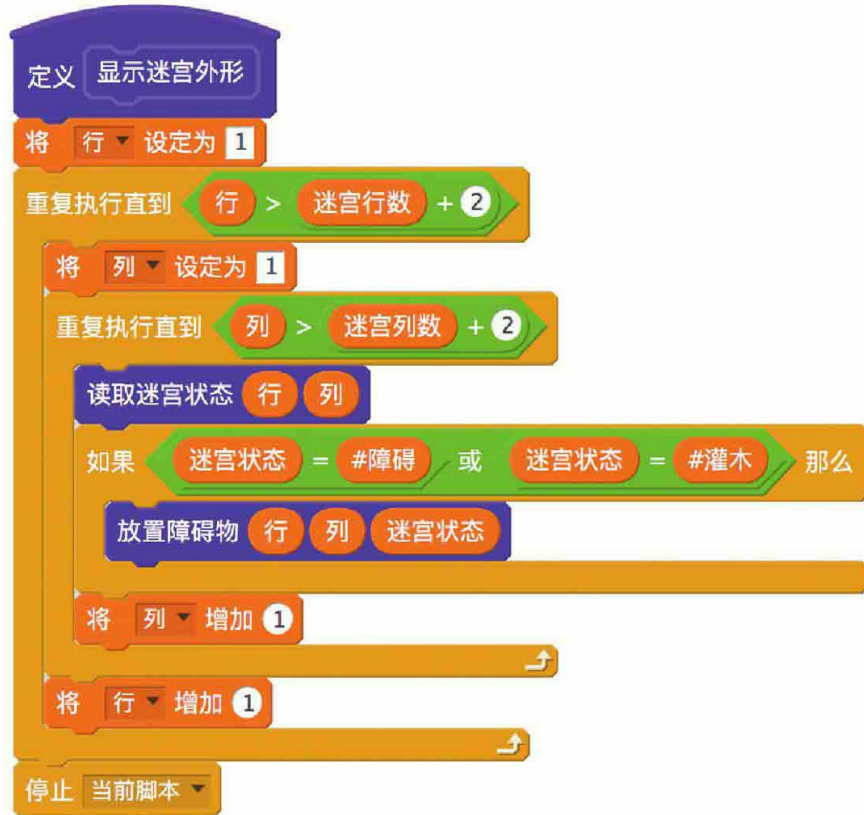 定义 显示迷宫外形
将 行 设定为 1
重复执行直到 行 > 迷宫行数 + 2
将 列 设定为 1
重复执行直到 列 > 迷宫列数 + 2
读取迷宫状态 行 列
如果 迷宫状态 = #障碍 或 迷宫状态 = #灌木 那么
放置障碍物 行 列 迷宫状态
将 列 增加 1
将 行 增加 1
停止 当前脚本